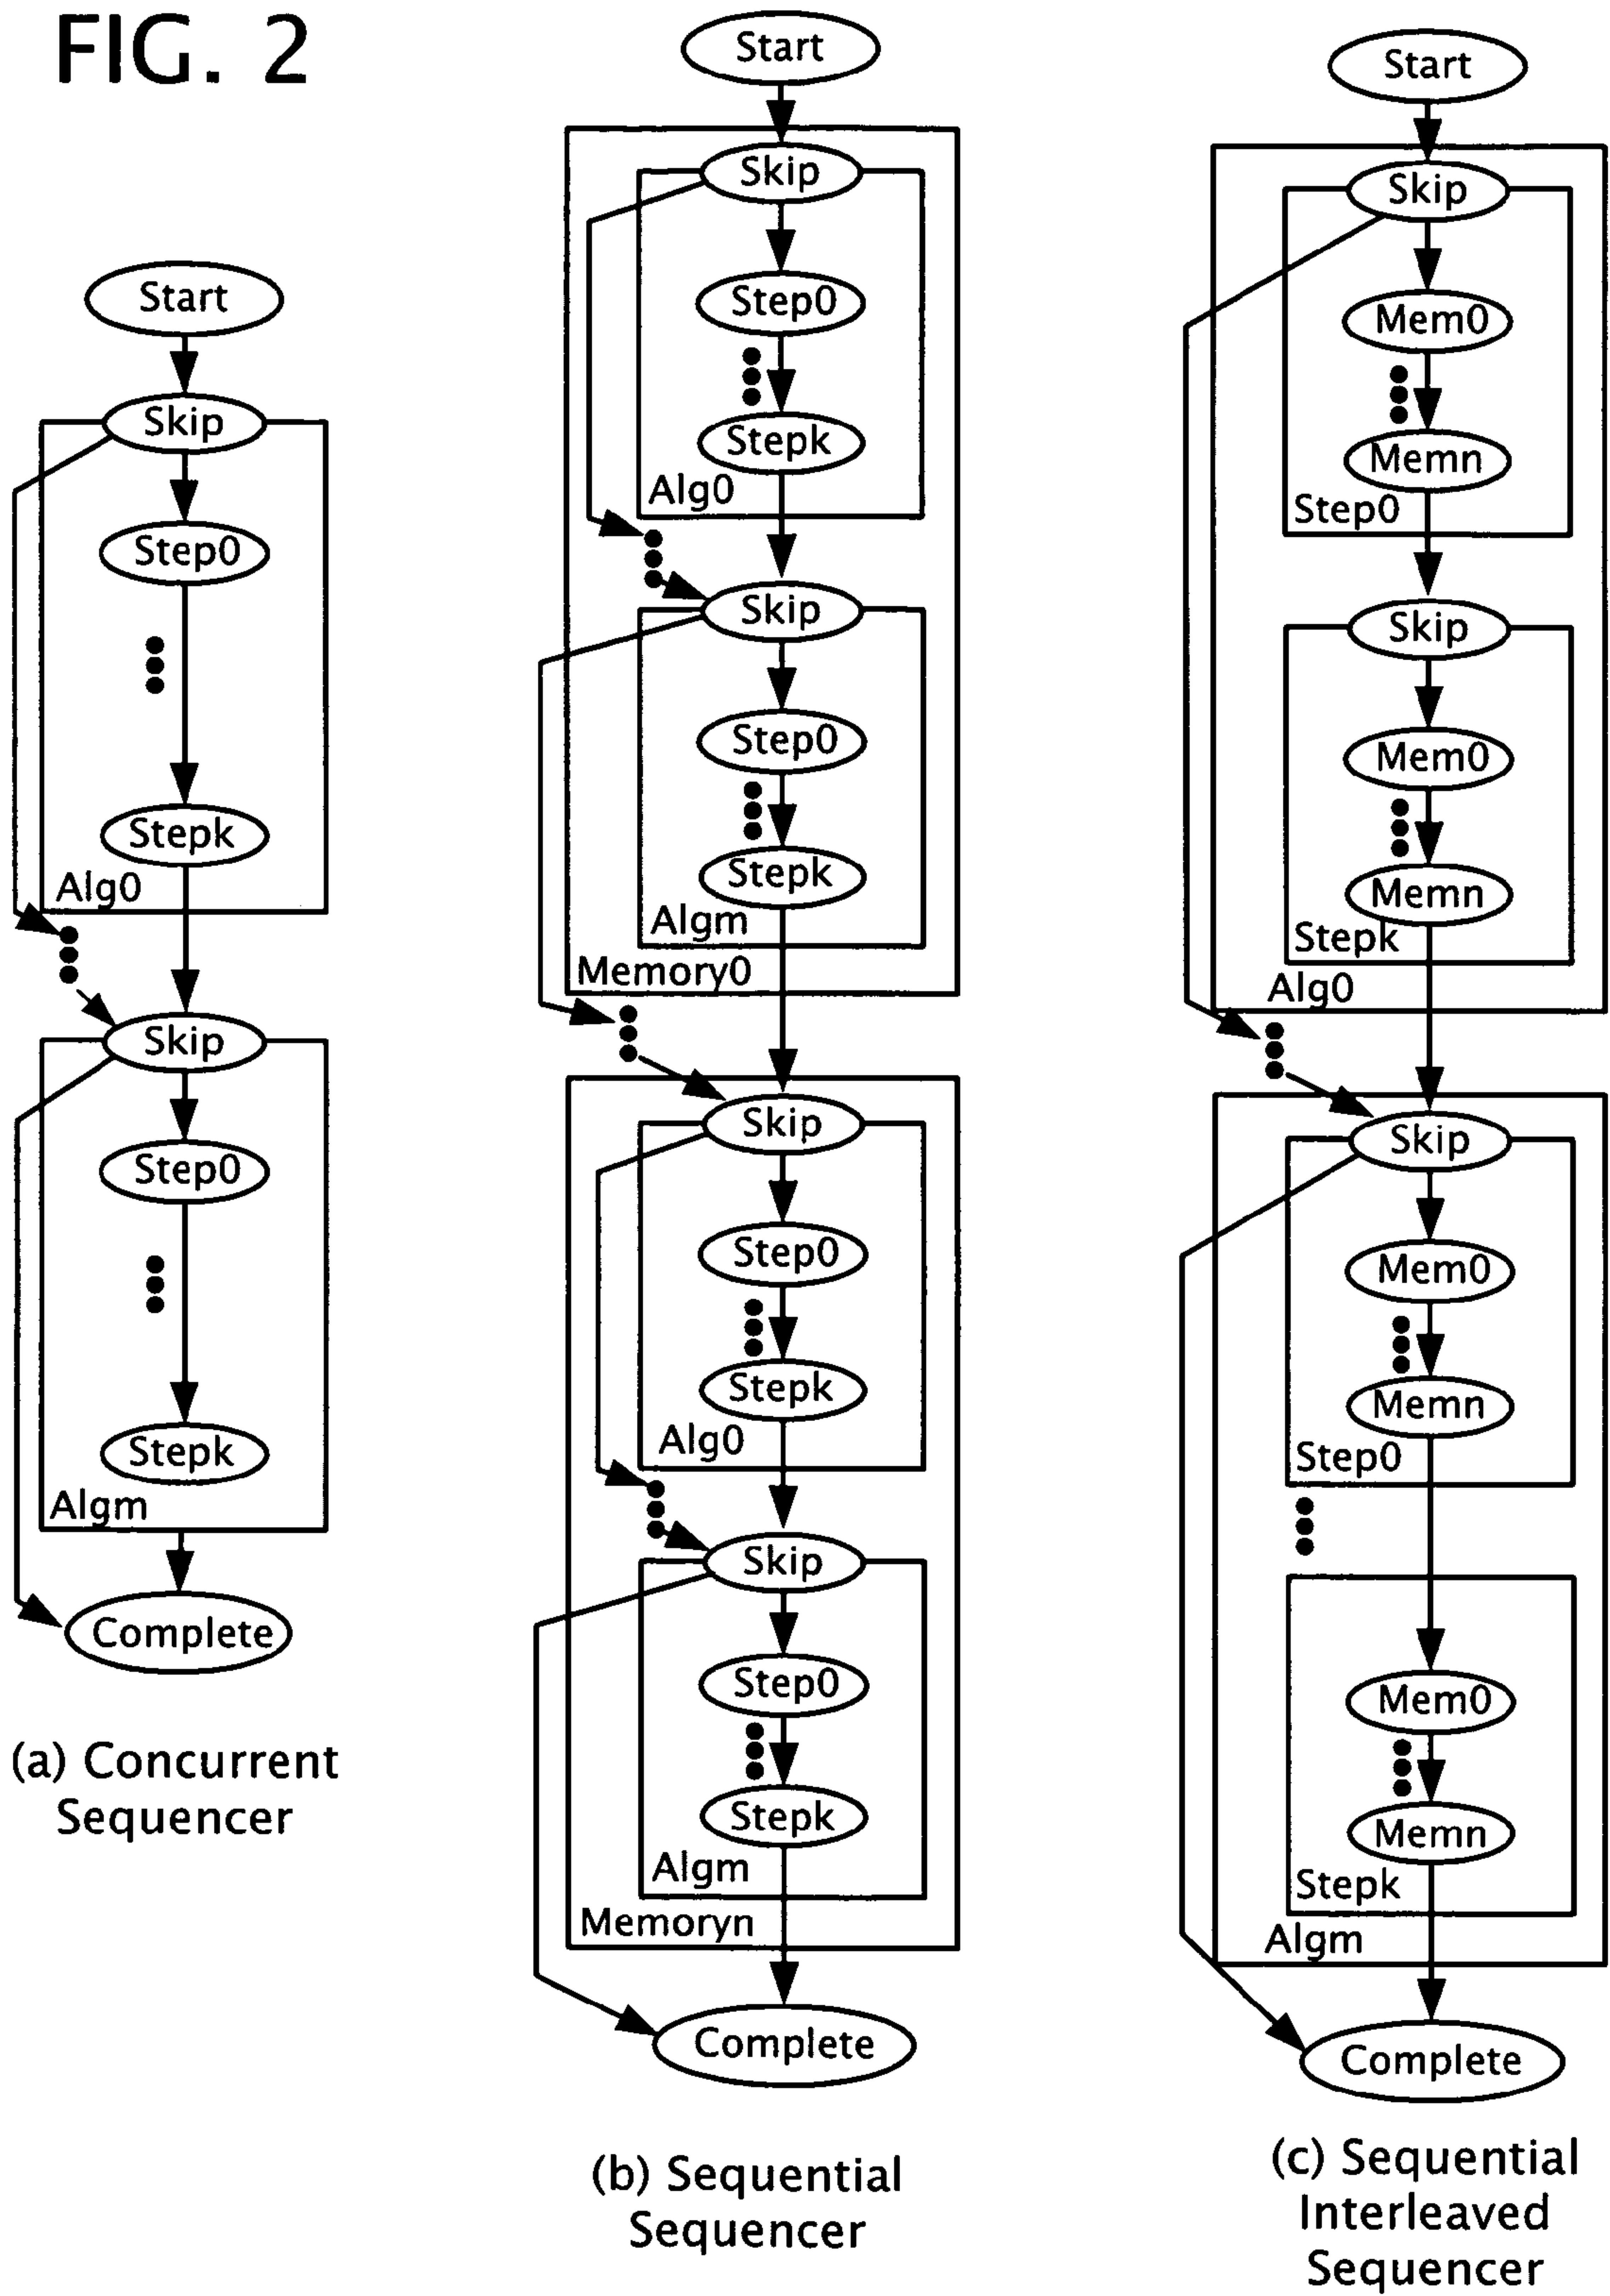 FIG. 2
Start
Skip
Step0
Stepk
Alg0
Skip
Step0
Stepk
Algm
Complete
(a) Concurrent
Sequencer
Start
Skip
Step0
Stepk
Alg0
Skip
Step0
Stepk
Algm
Memory0
Skip
Step0
Stepk
Alg0
Skip
Step0
Stepk
Algm
Memoryn
Complete
(b) Sequential
Sequencer
Start
Skip
Mem0
Memn
Step0
Skip
Mem0
Memn
Stepk
Alg0
Skip
Mem0
Memn
Step0
Mem0
Memn
Stepk
Algm
Complete
(c) Sequential
Interleaved
Sequencer